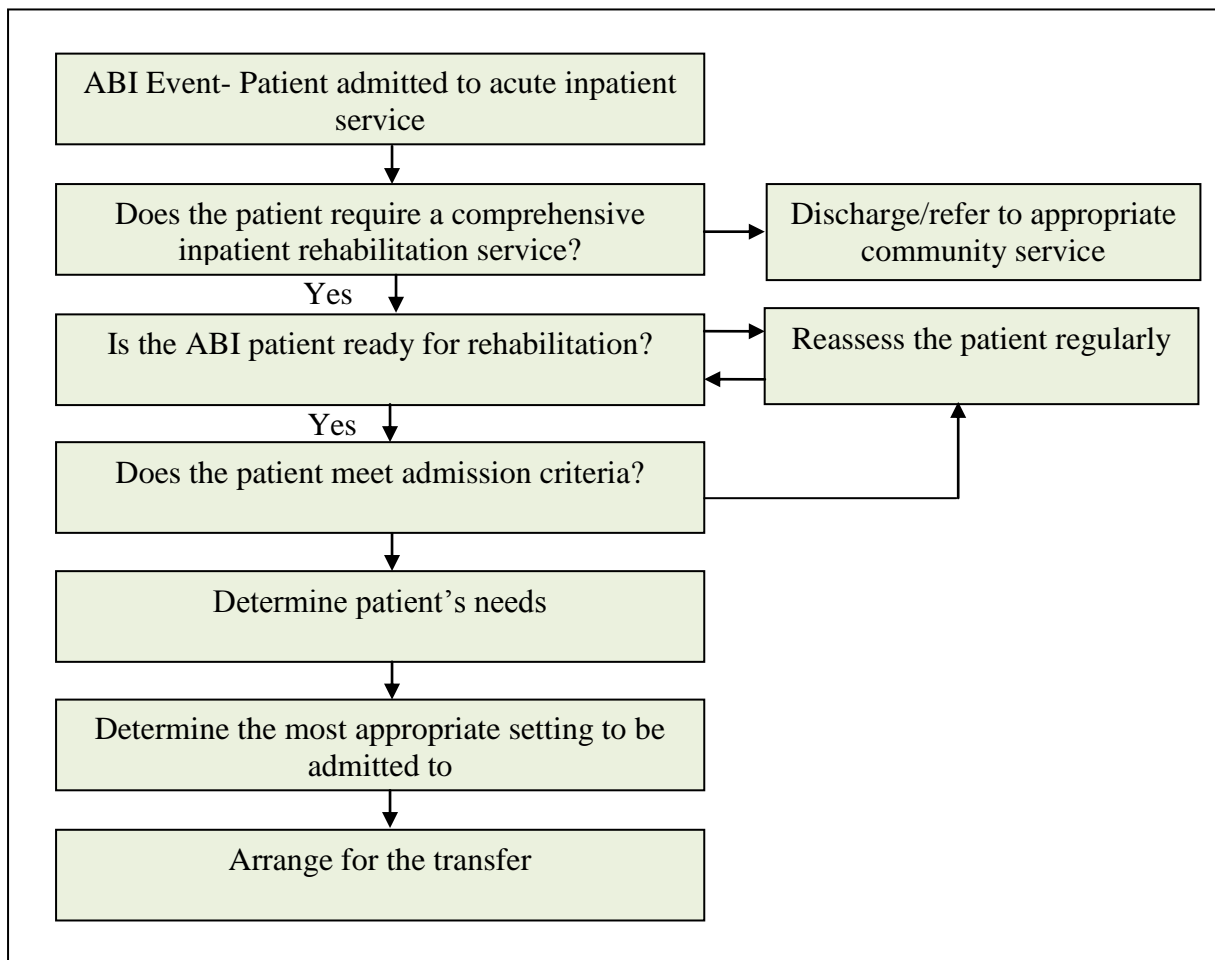 ABI Event- Patient admitted to acute inpatient
service
Does the patient require a comprehensive
inpatient rehabilitation service?
Discharge/refer to appropriate
community service
Yes
Is the ABI patient ready for rehabilitation?
Reassess the patient regularly
Yes
Does the patient meet admission criteria?
Determine patient’s needs
Determine the most appropriate setting to be
admitted to
Arrange for the transfer